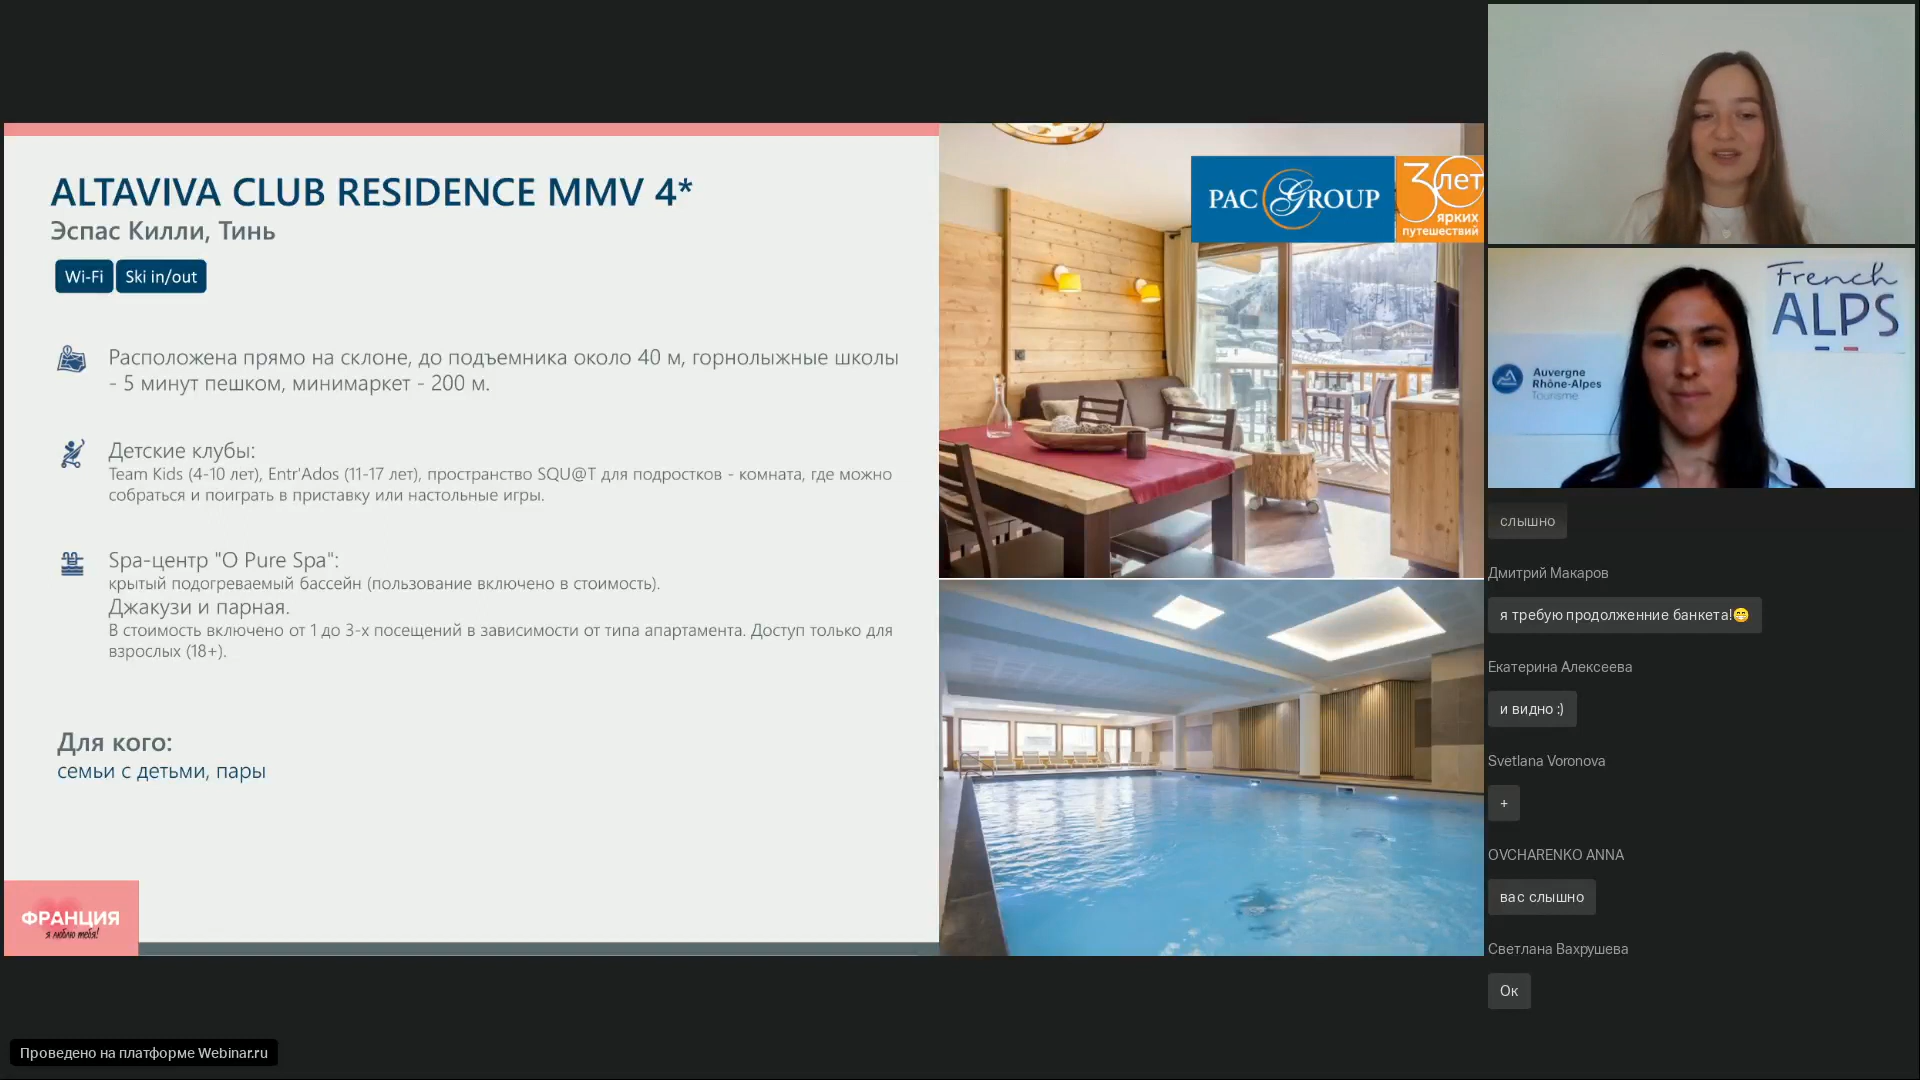 ALTAVIVA CLUB RESIDENCE MMV 4*
Эспас Килли, Тинь
Wi-Fi
Ski in/out
Расположена прямо на склоне, до подъемника около 40 м, горнолыжные школы
- 5 минут пешком, минимаркет - 200 м.
Детские клубы:
Team Kids (4-10 лет), Entr'Ados (11-17 лет), пространство SQU@T для подростков - комната, где можно
собраться и поиграть в приставку или настольные игры.
Spa-центр "O Pure Spa":
крытый подогреваемый бассейн (пользование включено в стоимость).
Джакузи и парная.
В стоимость включено от 1 до 3-х посещений в зависимости от типа апартамента. Доступ только для
взрослых (18+).
Для кого:
семьи с детьми, пары
ФРАНЦИЯ
я люблю тебя!
PAC GROUP
30 лет
ярких
путешествий
French
ALPS
Auvergne
Rhône-Alpes
Tourisme
слышно
Дмитрий Макаров
я требую продолженние банкета!😁
Екатерина Алексеева
и видно :)
Svetlana Voronova
+
OVCHARENKO ANNA
вас слышно
Светлана Вахрушева
Ок
Проведено на платформе Webinar.ru